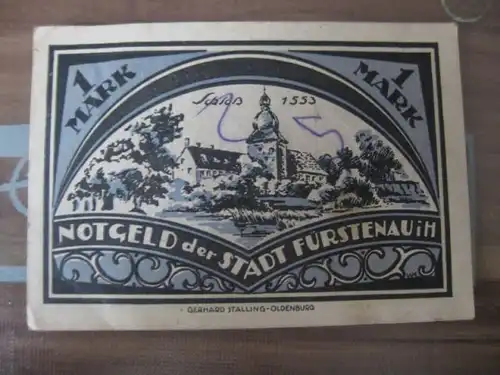 1 MARK
1 MARK
Schloß 1553
NOTGELD der STADT FÜRSTENAU i H
GERHARD STALLING-OLDENBURG